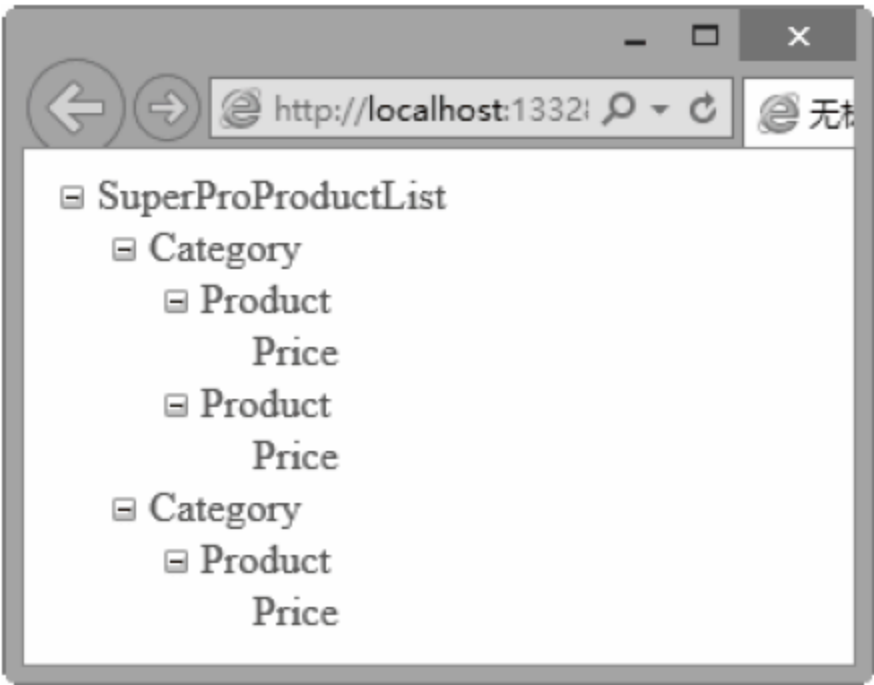 http://localhost:1332
无
SuperProProductList
Category
Product
Price
Product
Price
Category
Product
Price